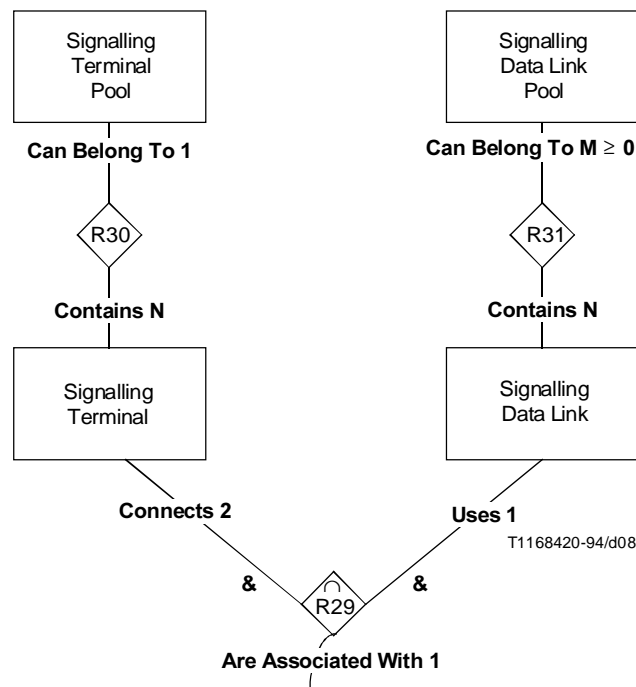 Signalling
Terminal
Pool
Signalling
Data Link
Pool
Can Belong To 1
Can Belong To M ≥ 0
R30
R31
Contains N
Contains N
Signalling
Terminal
Signalling
Data Link
Connects 2
Uses 1
T1168420-94/d08
&
&
∩
R29
Are Associated With 1